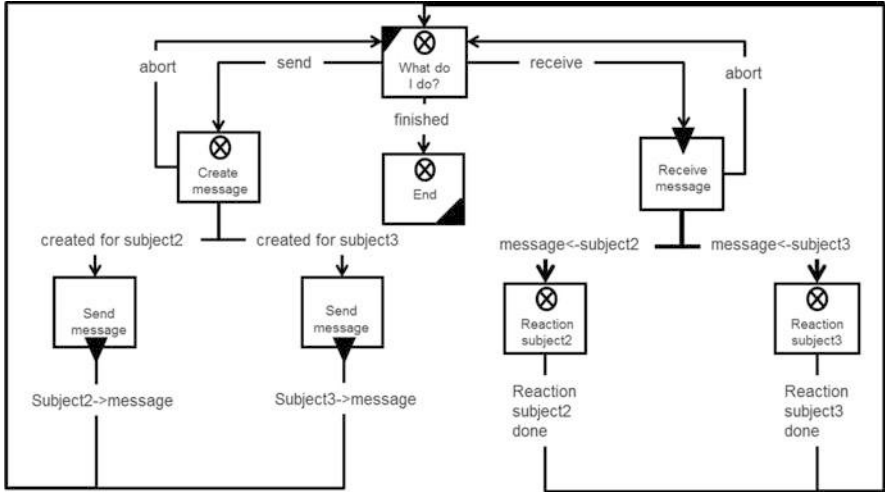 abort
send
What do
I do?
receive
abort
finished
Create
message
End
Receive
message
created for subject2
created for subject3
message<-subject2
message<-subject3
Send
message
Send
message
Reaction
subject2
Reaction
subject3
Subject2->message
Subject3->message
Reaction
subject2
done
Reaction
subject3
done